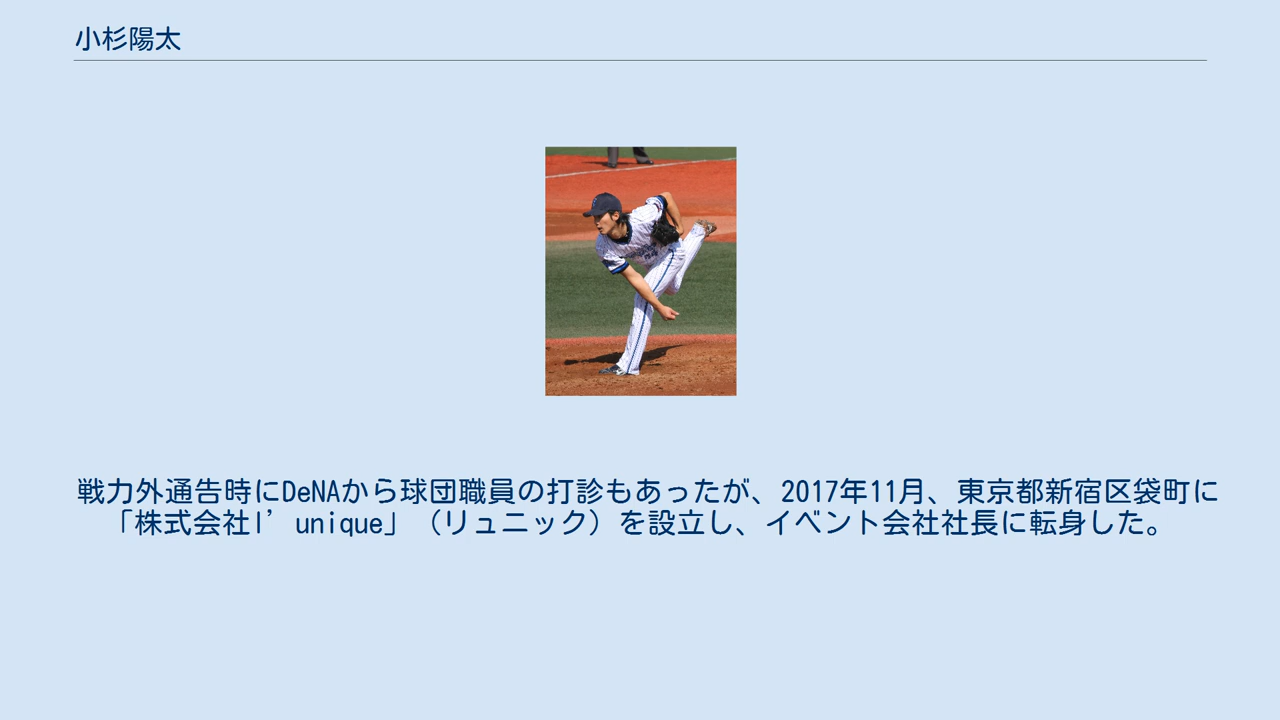 小杉陽太
戦力外通告時にDeNAから球団職員の打診もあったが、2017年11月、東京都新宿区袋町に
「株式会社l’unique」（リュニック）を設立し、イベント会社社長に転身した。